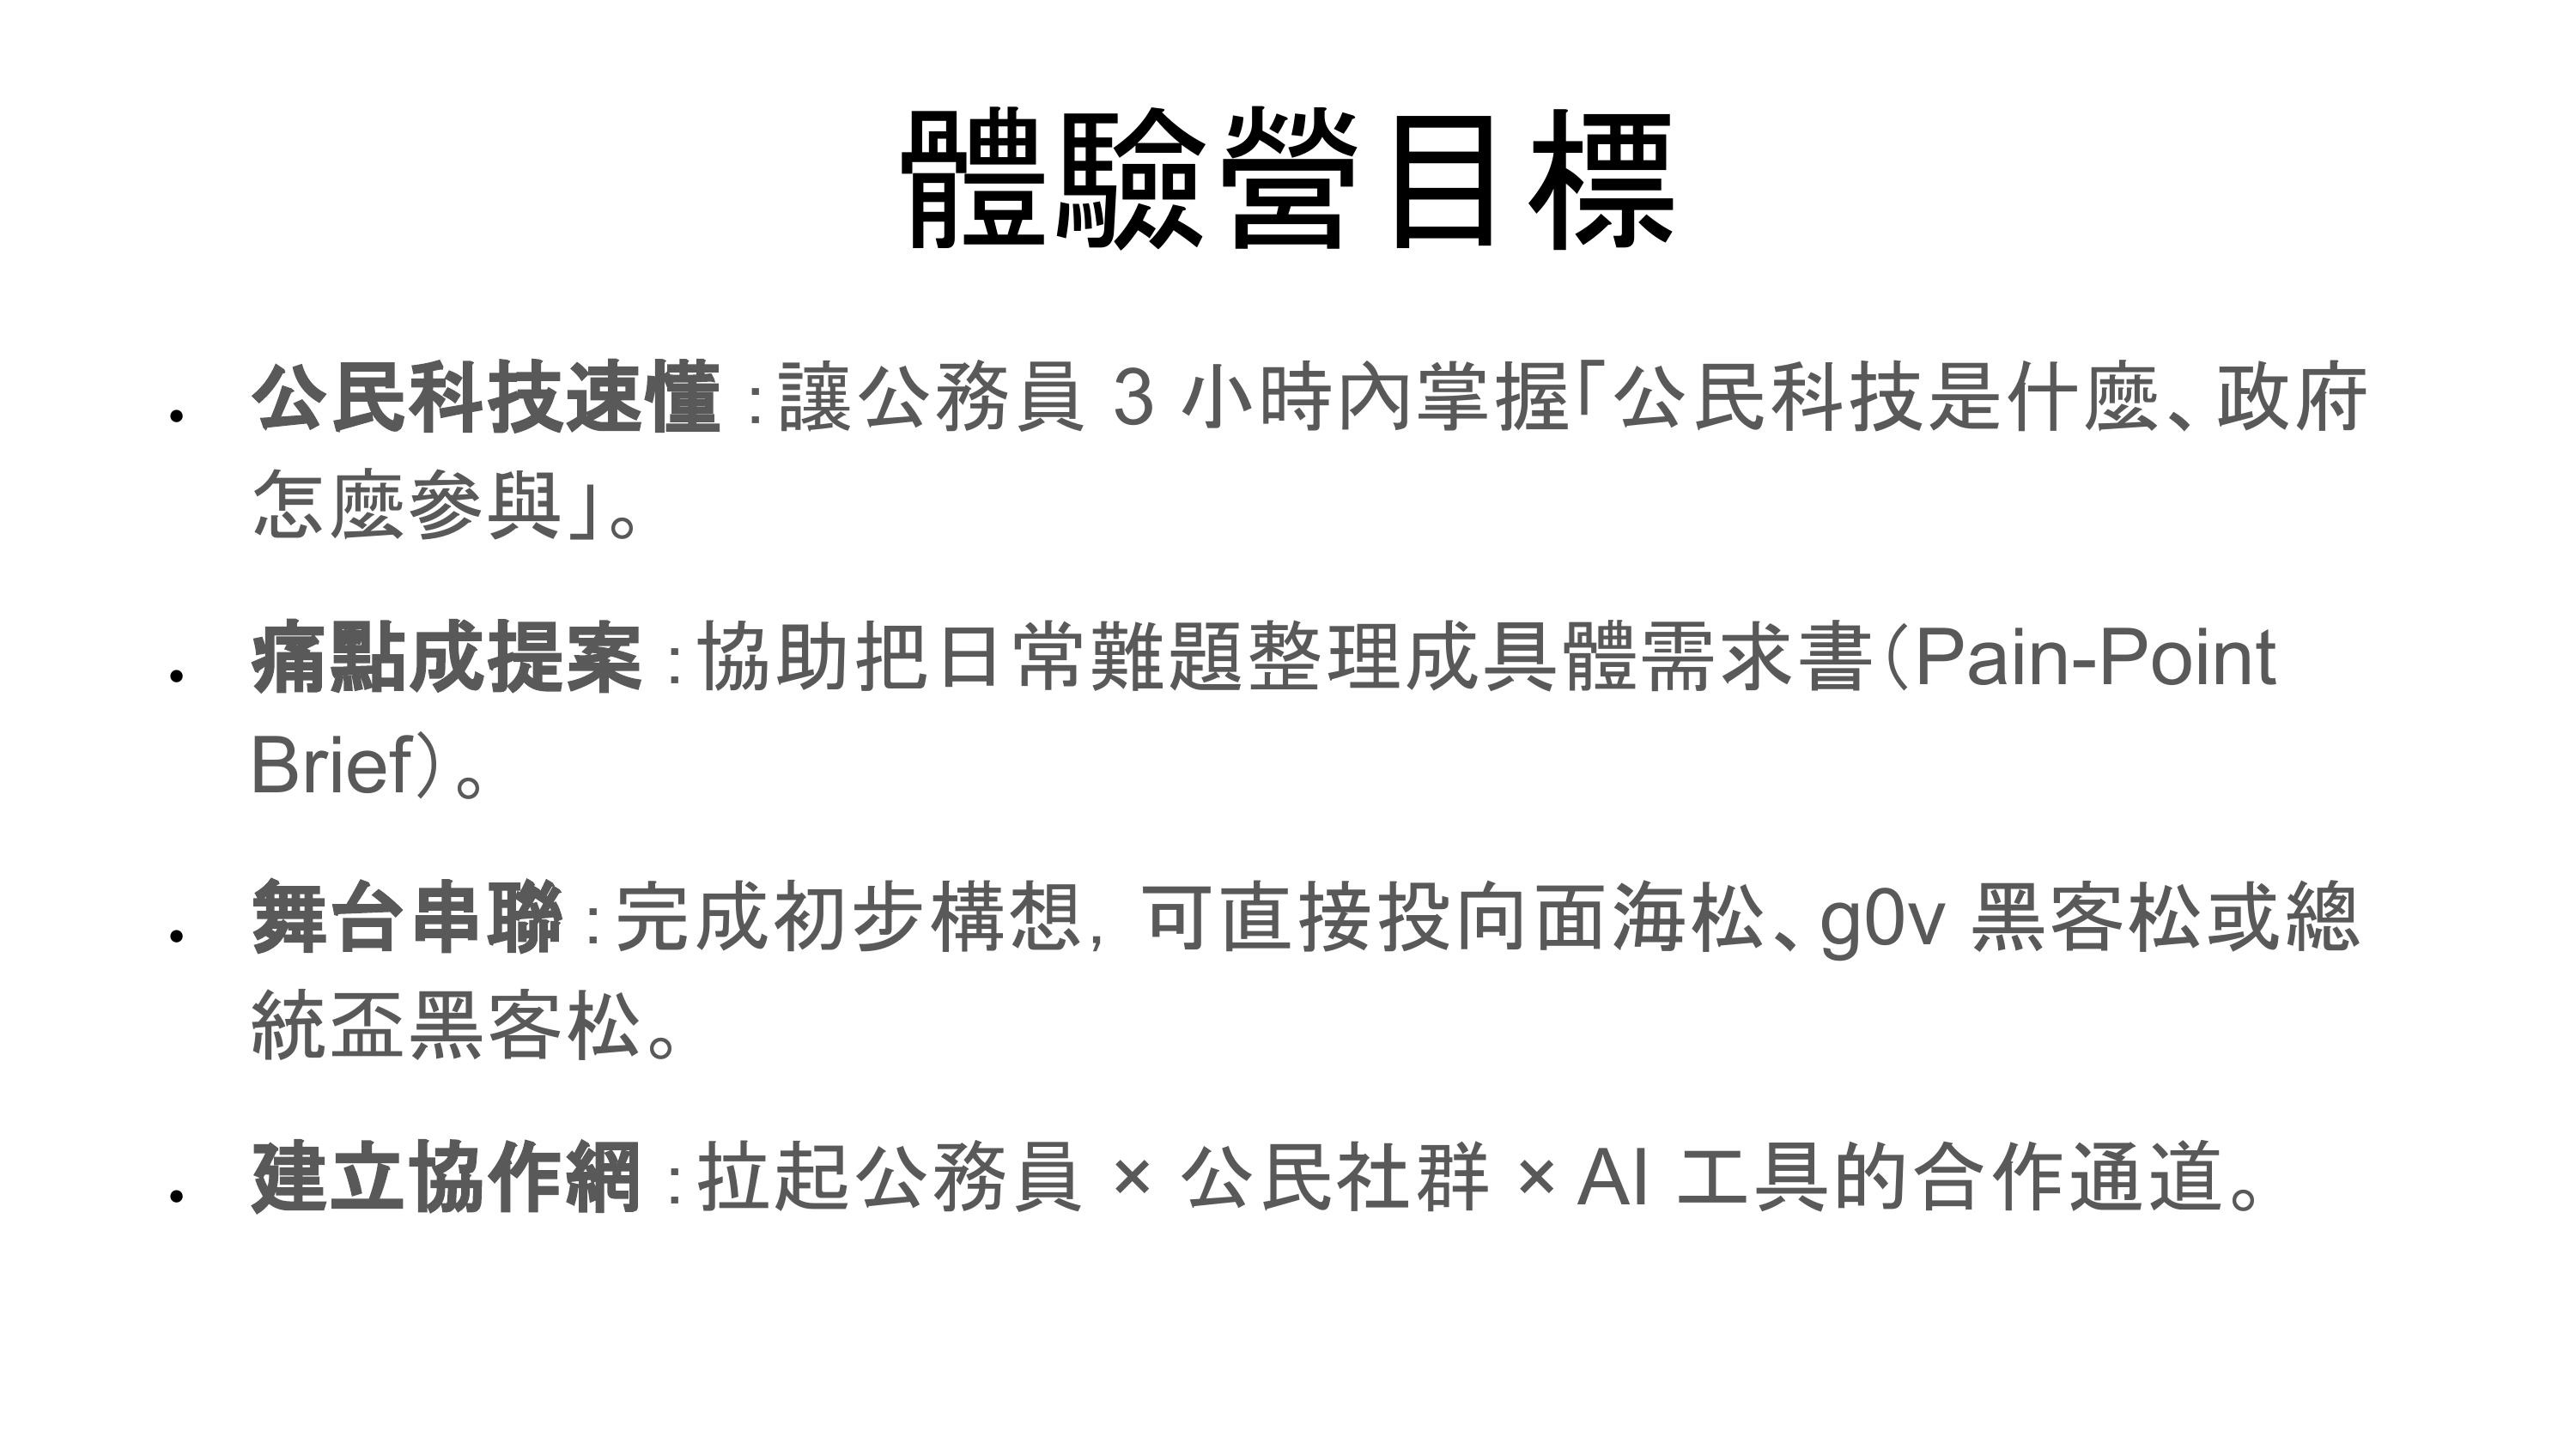 體驗營目標
• 公民科技速懂：讓公務員 3 小時內掌握「公民科技是什麼、政府
怎麼參與」。
• 痛點成提案：協助把日常難題整理成具體需求書（Pain-Point
Brief）。
• 舞台串聯：完成初步構想，可直接投向面海松、g0v 黑客松或總
統盃黑客松。
• 建立協作網：拉起公務員 × 公民社群 × AI 工具的合作通道。